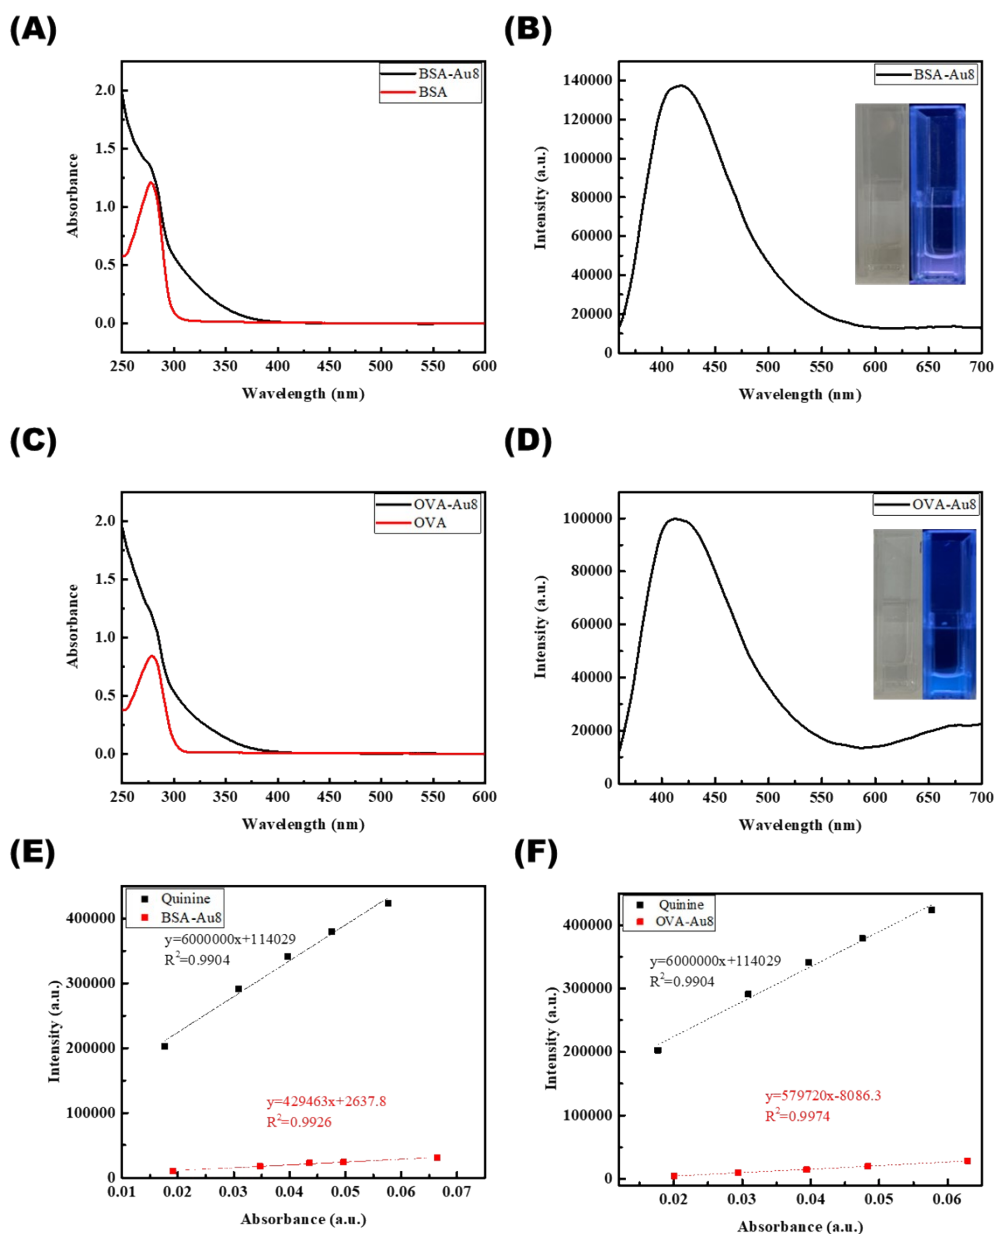 (A)
BSA-Au8
BSA
2.0
1.5
1.0
0.5
0.0
Absorbance
250 300 350 400 450 500 550 600
Wavelength (nm)
(B)
BSA-Au8
140000
120000
100000
80000
60000
40000
20000
0
Intensity (a.u.)
400 450 500 550 600 650 700
Wavelength (nm)
(C)
OVA-Au8
OVA
2.0
1.5
1.0
0.5
0.0
Absorbance
250 300 350 400 450 500 550 600
Wavelength (nm)
(D)
OVA-Au8
100000
80000
60000
40000
20000
0
Intensity (a.u.)
400 450 500 550 600 650 700
Wavelength (nm)
(E)
Quinine
BSA-Au8
y=6000000x+114029
R²=0.9904
y=429463x+2637.8
R²=0.9926
400000
300000
200000
100000
0
Intensity (a.u.)
0.01 0.02 0.03 0.04 0.05 0.06 0.07
Absorbance (a.u.)
(F)
Quinine
OVA-Au8
y=6000000x+114029
R²=0.9904
y=579720x-8086.3
R²=0.9974
400000
300000
200000
100000
0
Intensity (a.u.)
0.02 0.03 0.04 0.05 0.06
Absorbance (a.u.)